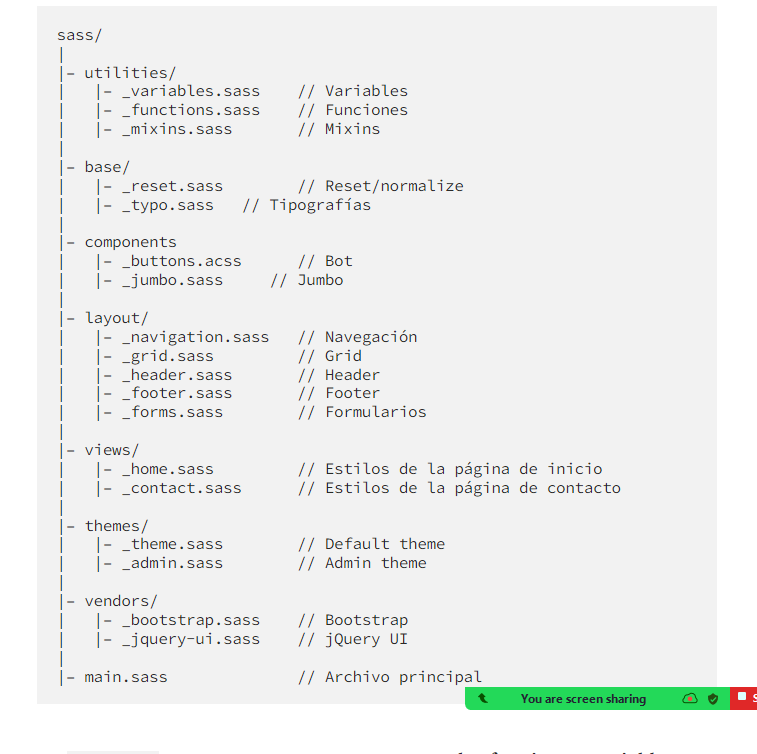 sass/
|
|- utilities/
|   |- _variables.sass    // Variables
|   |- _functions.sass    // Funciones
|   |- _mixins.sass       // Mixins
|
|- base/
|   |- _reset.sass        // Reset/normalize
|   |- _typo.sass   // Tipografías
|
|- components
|   |- _buttons.acss      // Bot
|   |- _jumbo.sass     // Jumbo
|
|- layout/
|   |- _navigation.sass   // Navegación
|   |- _grid.sass         // Grid
|   |- _header.sass       // Header
|   |- _footer.sass       // Footer
|   |- _forms.sass        // Formularios
|
|- views/
|   |- _home.sass         // Estilos de la página de inicio
|   |- _contact.sass      // Estilos de la página de contacto
|
|- themes/
|   |- _theme.sass        // Default theme
|   |- _admin.sass        // Admin theme
|
|- vendors/
|   |- _bootstrap.sass    // Bootstrap
|   |- _jquery-ui.sass    // jQuery UI
|
|- main.sass              // Archivo principal
You are screen sharing